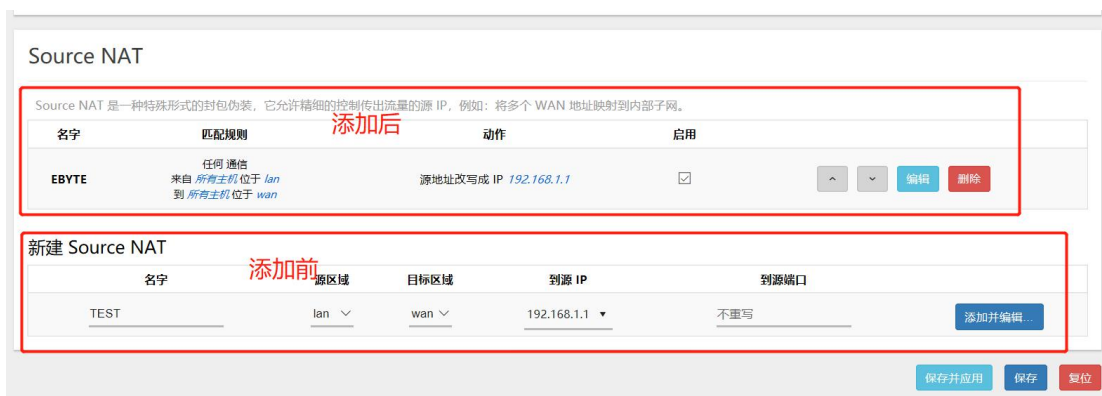 Source NAT
Source NAT 是一种特殊形式的封包伪装，它允许精细的控制传出流量的源 IP，例如：将多个 WAN 地址映射到内部子网。
添加后
名字 匹配规则 动作 启用
任何 通信
EBYTE 来自 所有主机 位于 lan 源地址改写成 IP 192.168.1.1 编辑 删除
到 所有主机 位于 wan
新建 Source NAT
添加前
名字 源区域 目标区域 到源 IP 到源端口
TEST lan wan 192.168.1.1 不重写 添加并编辑...
保存并应用 保存 复位